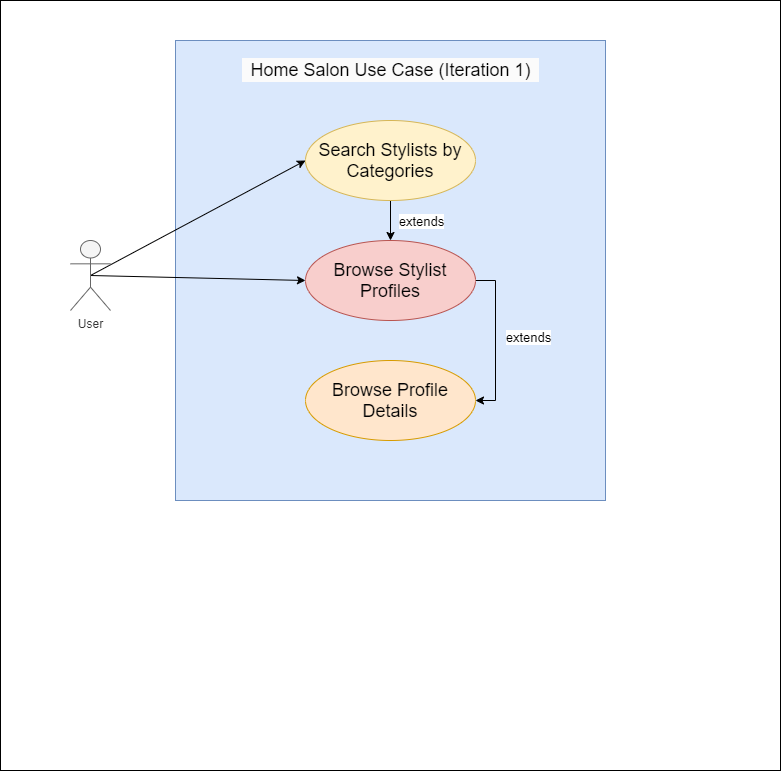 Home Salon Use Case (Iteration 1)
Search Stylists by
Categories
extends
Browse Stylist
Profiles
User
extends
Browse Profile
Details